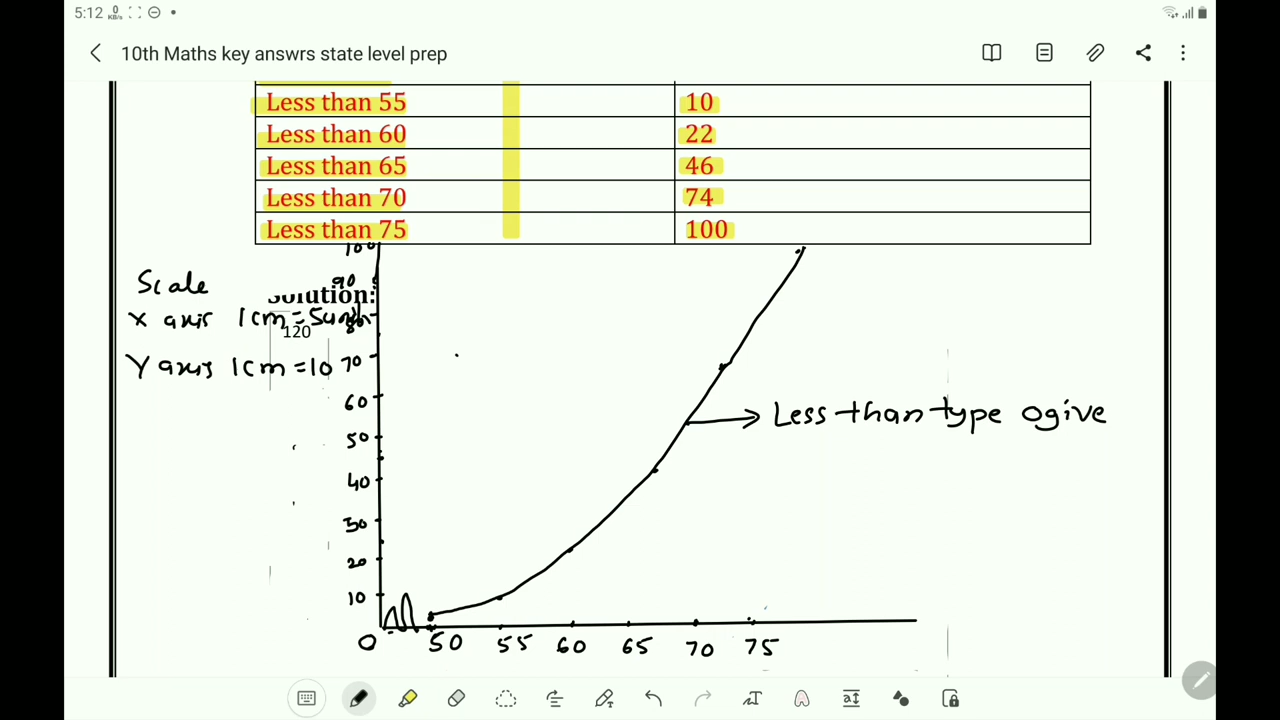 5:12 0 KB/s
10th Maths key answrs state level prep
Less than 55 10
Less than 60 22
Less than 65 46
Less than 70 74
Less than 75 100
Scale
Solution:
X axis 1cm = 5
120
Y axis 1cm = 10
100
90
80
70
60
50
40
30
20
10
Less than type ogive
0 50 55 60 65 70 75